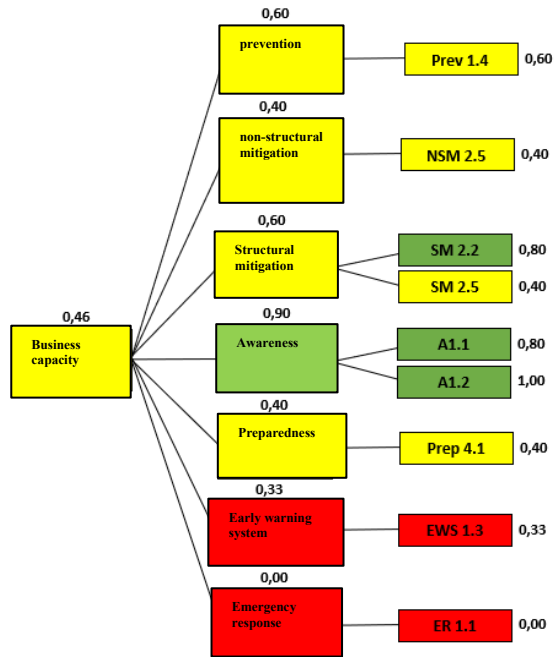 0,60
prevention
Prev 1.4
0,60
0,40
non-structural
mitigation
NSM 2.5
0,40
0,60
Structural
mitigation
SM 2.2
0,80
SM 2.5
0,40
0,46
Business
capacity
0,90
Awareness
A1.1
0,80
A1.2
1,00
0,40
Preparedness
Prep 4.1
0,40
0,33
Early warning
system
EWS 1.3
0,33
0,00
Emergency
response
ER 1.1
0,00